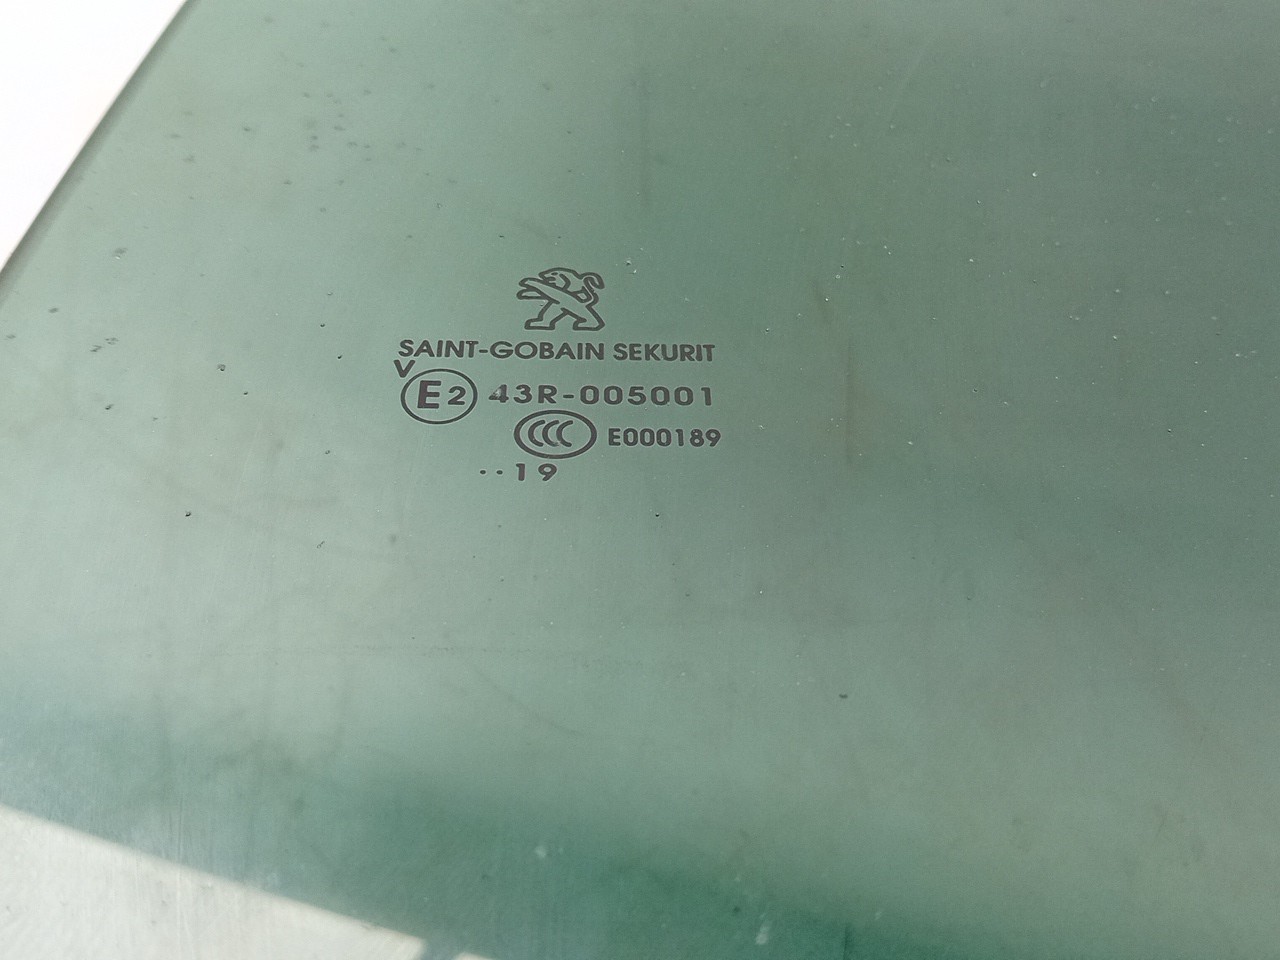 SAINT-GOBAIN SEKURIT
V
E2 43R-005001
CCC E000189
..19